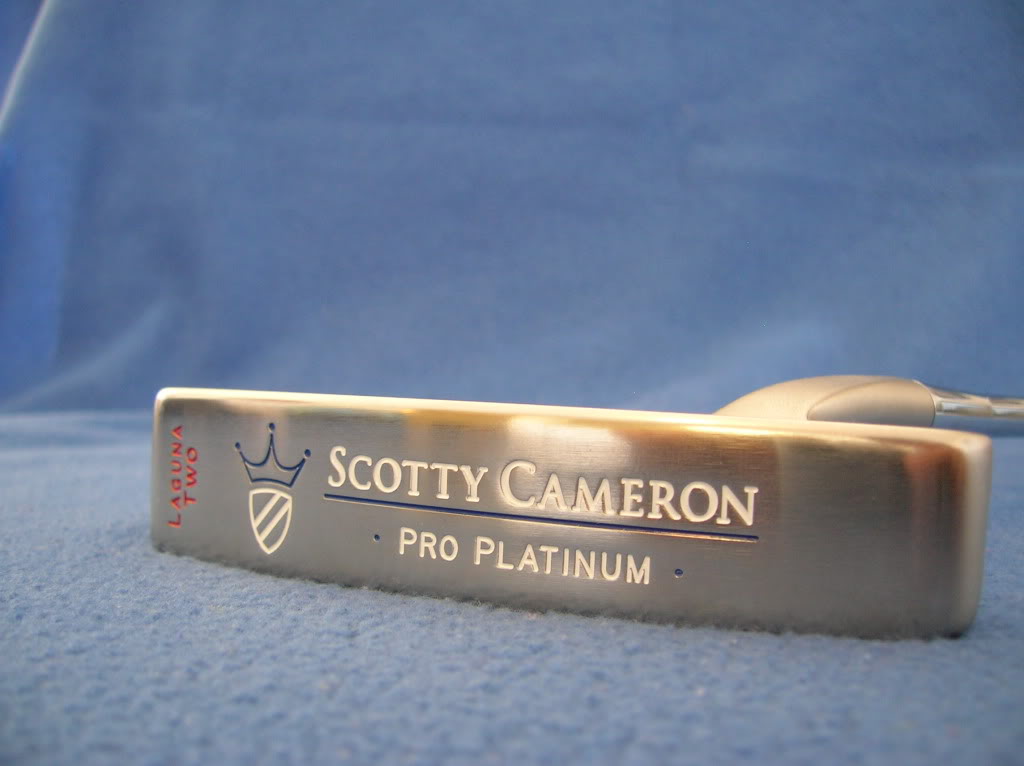 LAGUNA
TWO
SCOTTY CAMERON
· PRO PLATINUM ·